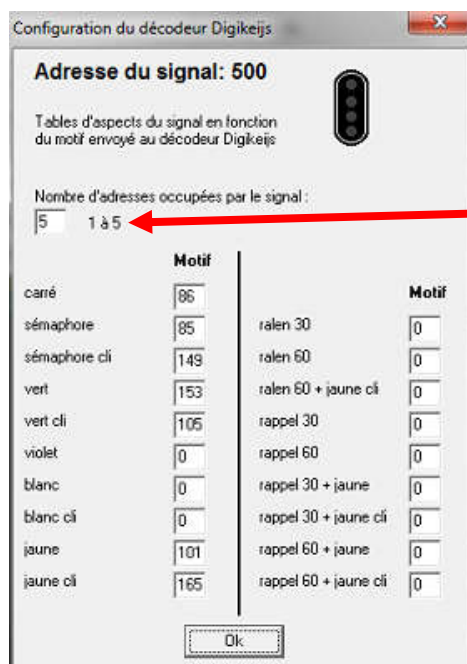 Configuration du décodeur Digikeijs
Adresse du signal: 500
Tables d'aspects du signal en fonction
du motif envoyé au décodeur Digikeijs
Nombre d'adresses occupées par le signal :
5 1 à 5
Motif
carré 86
sémaphore 85
sémaphore cli 149
vert 153
vert cli 105
violet 0
blanc 0
blanc cli 0
jaune 101
jaune cli 165
Motif
ralen 30 0
ralen 60 0
ralen 60 + jaune cli 0
rappel 30 0
rappel 60 0
rappel 30 + jaune 0
rappel 30 + jaune cli 0
rappel 60 + jaune 0
rappel 60 + jaune cli 0
Ok